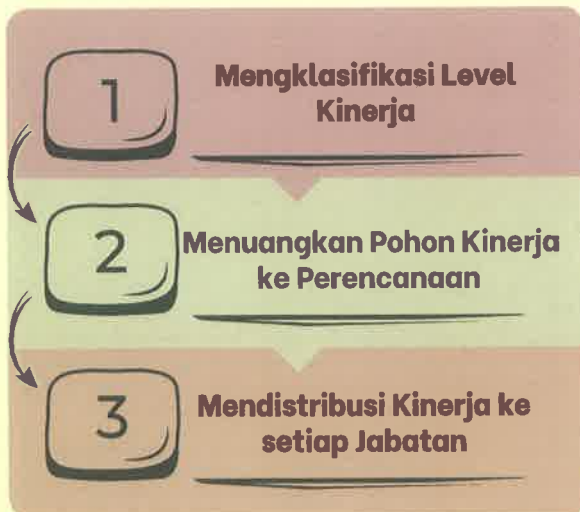 1
Mengklasifikasi Level
Kinerja
2
Menuangkan Pohon Kinerja
ke Perencanaan
3
Mendistribusi Kinerja ke
setiap Jabatan